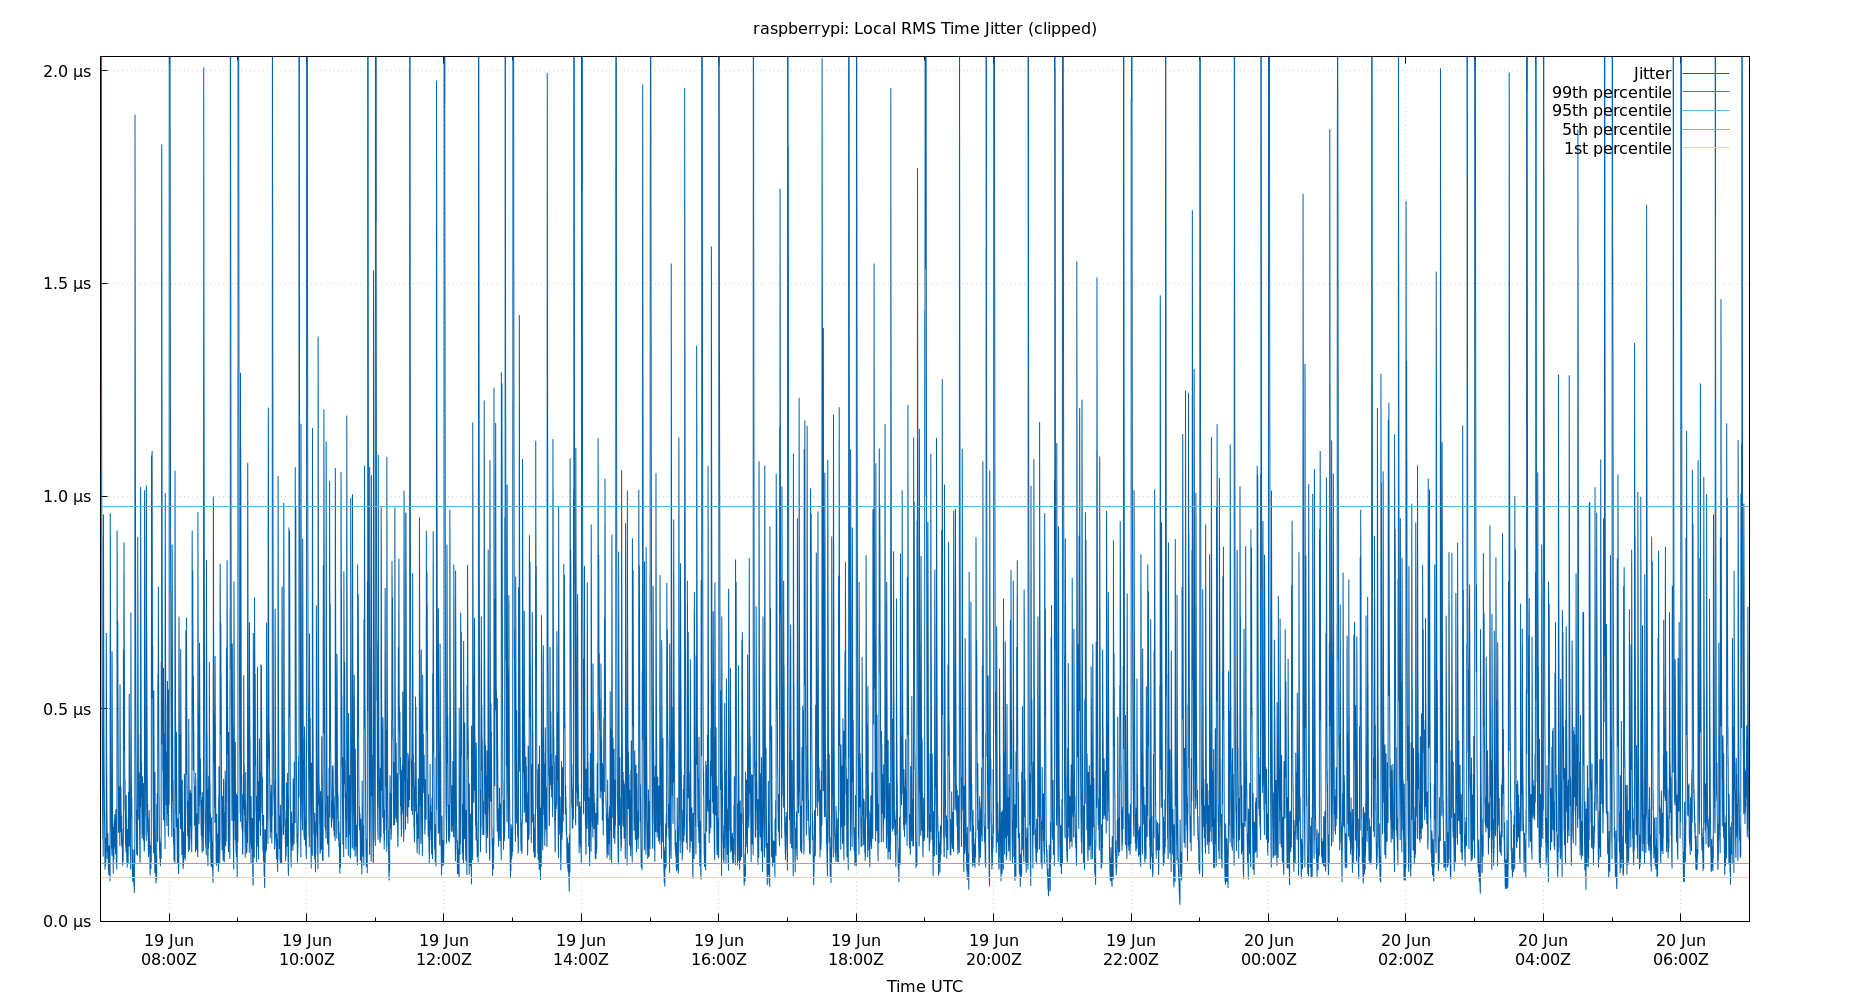 raspberrypi: Local RMS Time Jitter (clipped)
2.0 µs
1.5 µs
1.0 µs
0.5 µs
0.0 µs
Jitter
99th percentile
95th percentile
5th percentile
1st percentile
19 Jun 19 Jun 19 Jun 19 Jun 19 Jun 19 Jun 19 Jun 19 Jun 20 Jun 20 Jun 20 Jun 20 Jun
08:00Z 10:00Z 12:00Z 14:00Z 16:00Z 18:00Z 20:00Z 22:00Z 00:00Z 02:00Z 04:00Z 06:00Z
Time UTC